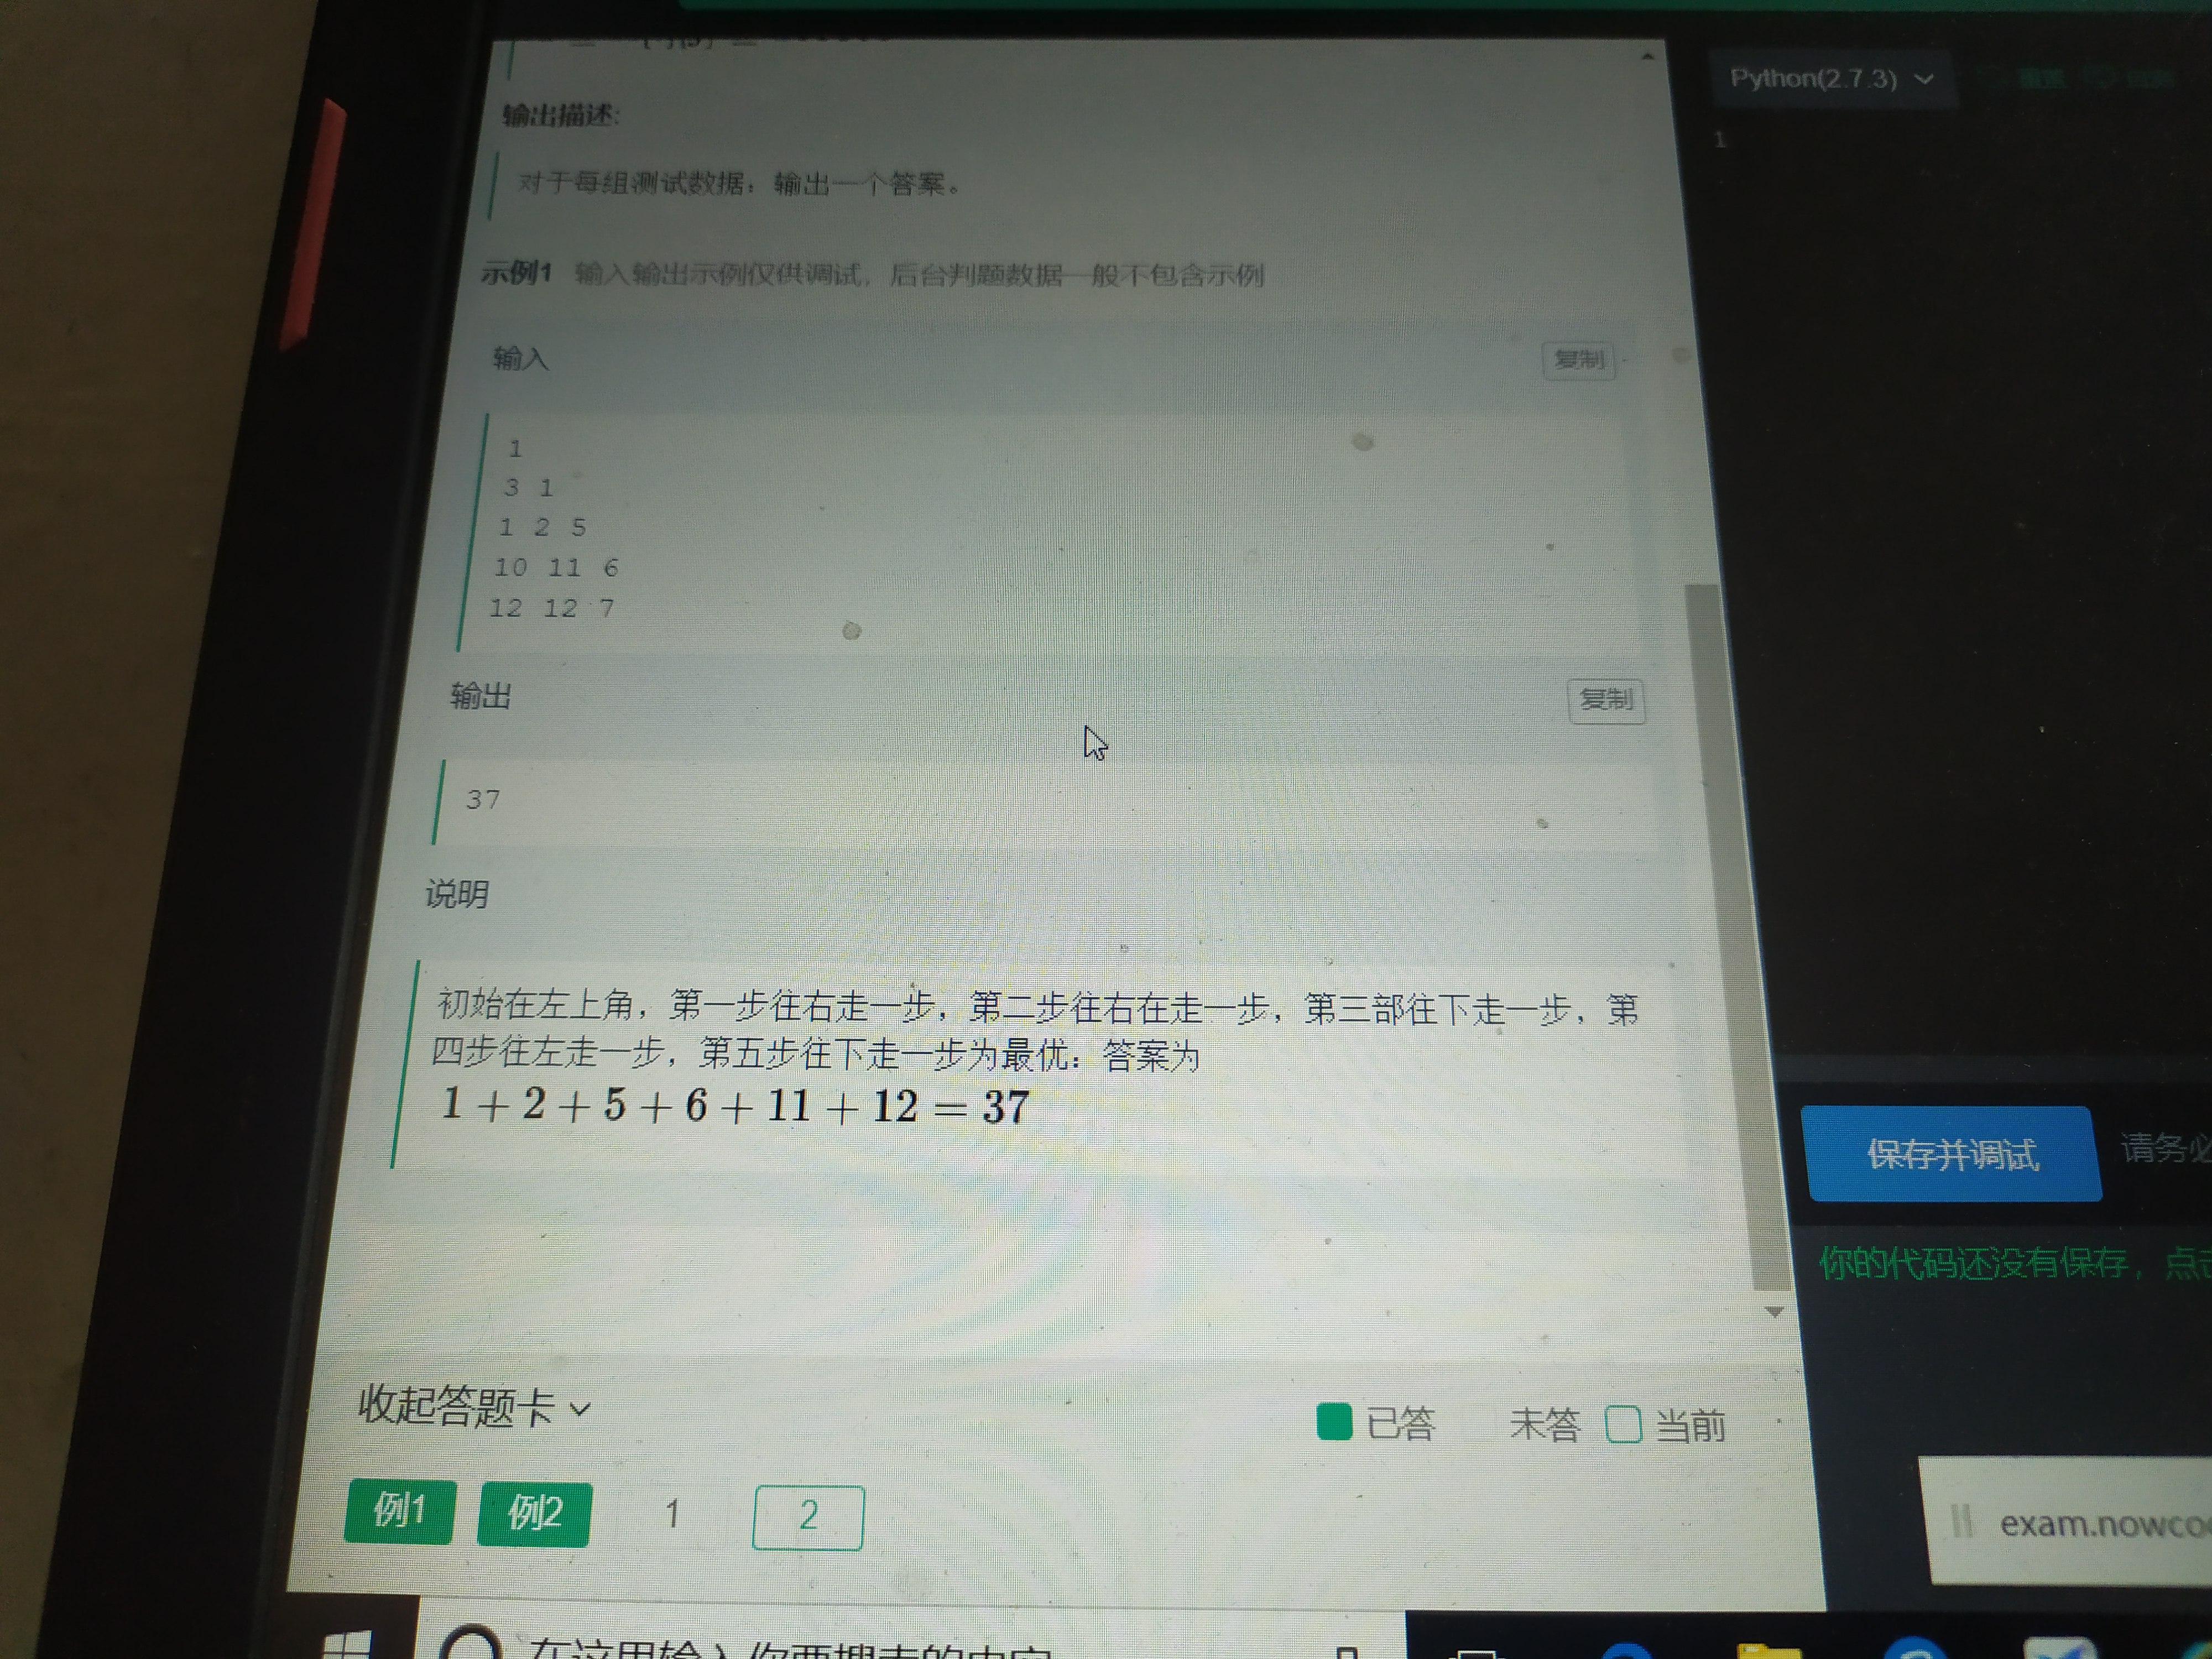 Python(2.7.3)
1
输出描述:
对于每组测试数据：输出一个答案。
示例1 输入输出示例仅供调试，后台判题数据一般不包含示例
输入
复制
1
3 1
1 2 5
10 11 6
12 12 7
输出
复制
37
说明
初始在左上角，第一步往右走一步，第二步往右在走一步，第三部往下走一步，第
四步往左走一步，第五步往下走一步为最优：答案为
1 + 2 + 5 + 6 + 11 + 12 = 37
保存并调试
请务必
你的代码还没有保存，点击
收起答题卡
已答 未答 当前
例1 例2 1 2
exam.nowco
在这里输入你要搜索的内容